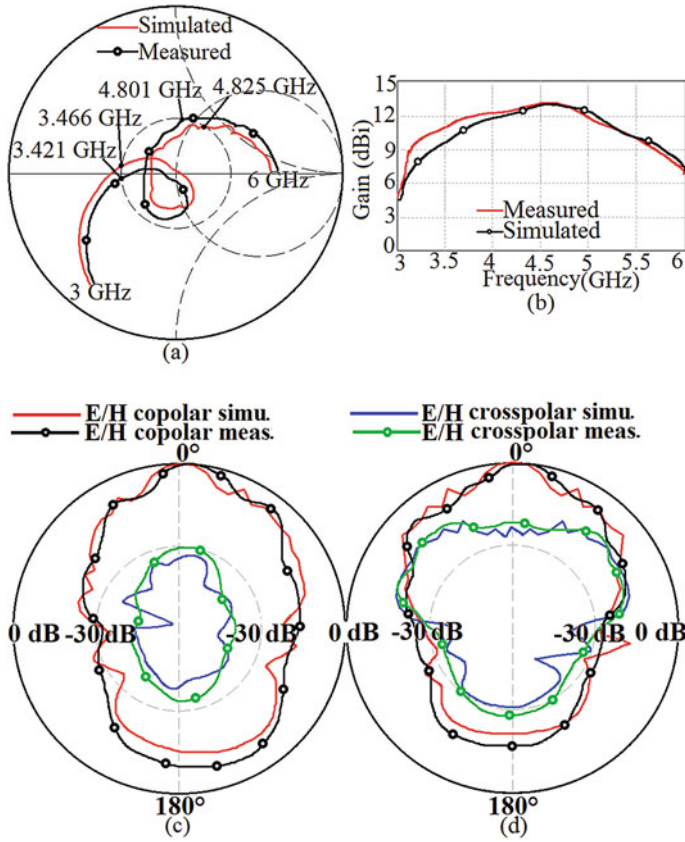 Simulated
Measured
4.801 GHz
4.825 GHz
3.466 GHz
3.421 GHz
6 GHz
3 GHz
(a)
15
12
9
6
3
0
Gain (dBi)
Measured
Simulated
3 3.5 4 4.5 5 5.5 6
Frequency(GHz)
(b)
E/H copolar simu.
E/H copolar meas.
E/H crosspolar simu.
E/H crosspolar meas.
0°
0 dB -30 dB -30 dB 0 dB
180°
(c)
0°
-30 dB -30 dB 0 dB
180°
(d)